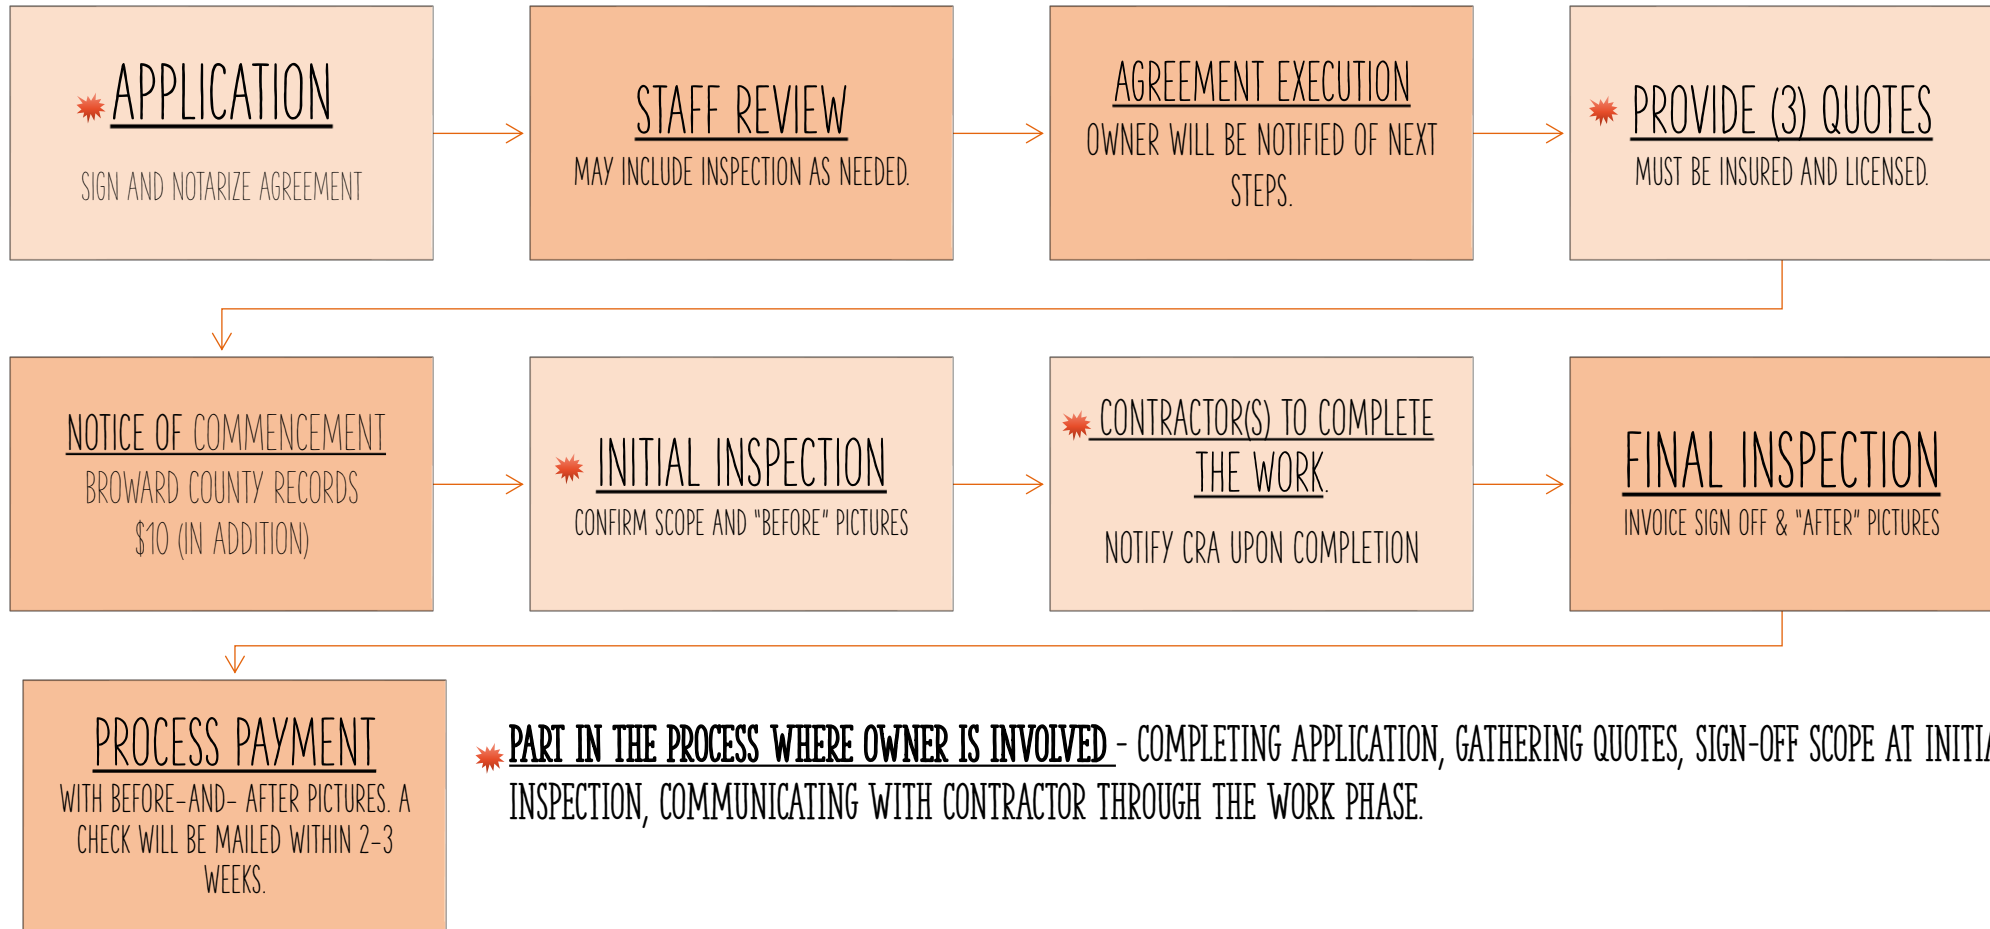 APPLICATION
SIGN AND NOTARIZE AGREEMENT
STAFF REVIEW
MAY INCLUDE INSPECTION AS NEEDED.
AGREEMENT EXECUTION
OWNER WILL BE NOTIFIED OF NEXT
STEPS.
PROVIDE (3) QUOTES
MUST BE INSURED AND LICENSED.
NOTICE OF COMMENCEMENT
BROWARD COUNTY RECORDS
$10 (IN ADDITION)
INITIAL INSPECTION
CONFIRM SCOPE AND "BEFORE" PICTURES
CONTRACTOR(S) TO COMPLETE
THE WORK.
NOTIFY CRA UPON COMPLETION
FINAL INSPECTION
INVOICE SIGN OFF & "AFTER" PICTURES
PROCESS PAYMENT
WITH BEFORE-AND- AFTER PICTURES. A
CHECK WILL BE MAILED WITHIN 2-3
WEEKS.
PART IN THE PROCESS WHERE OWNER IS INVOLVED - COMPLETING APPLICATION, GATHERING QUOTES, SIGN-OFF SCOPE AT INITIA
INSPECTION, COMMUNICATING WITH CONTRACTOR THROUGH THE WORK PHASE.